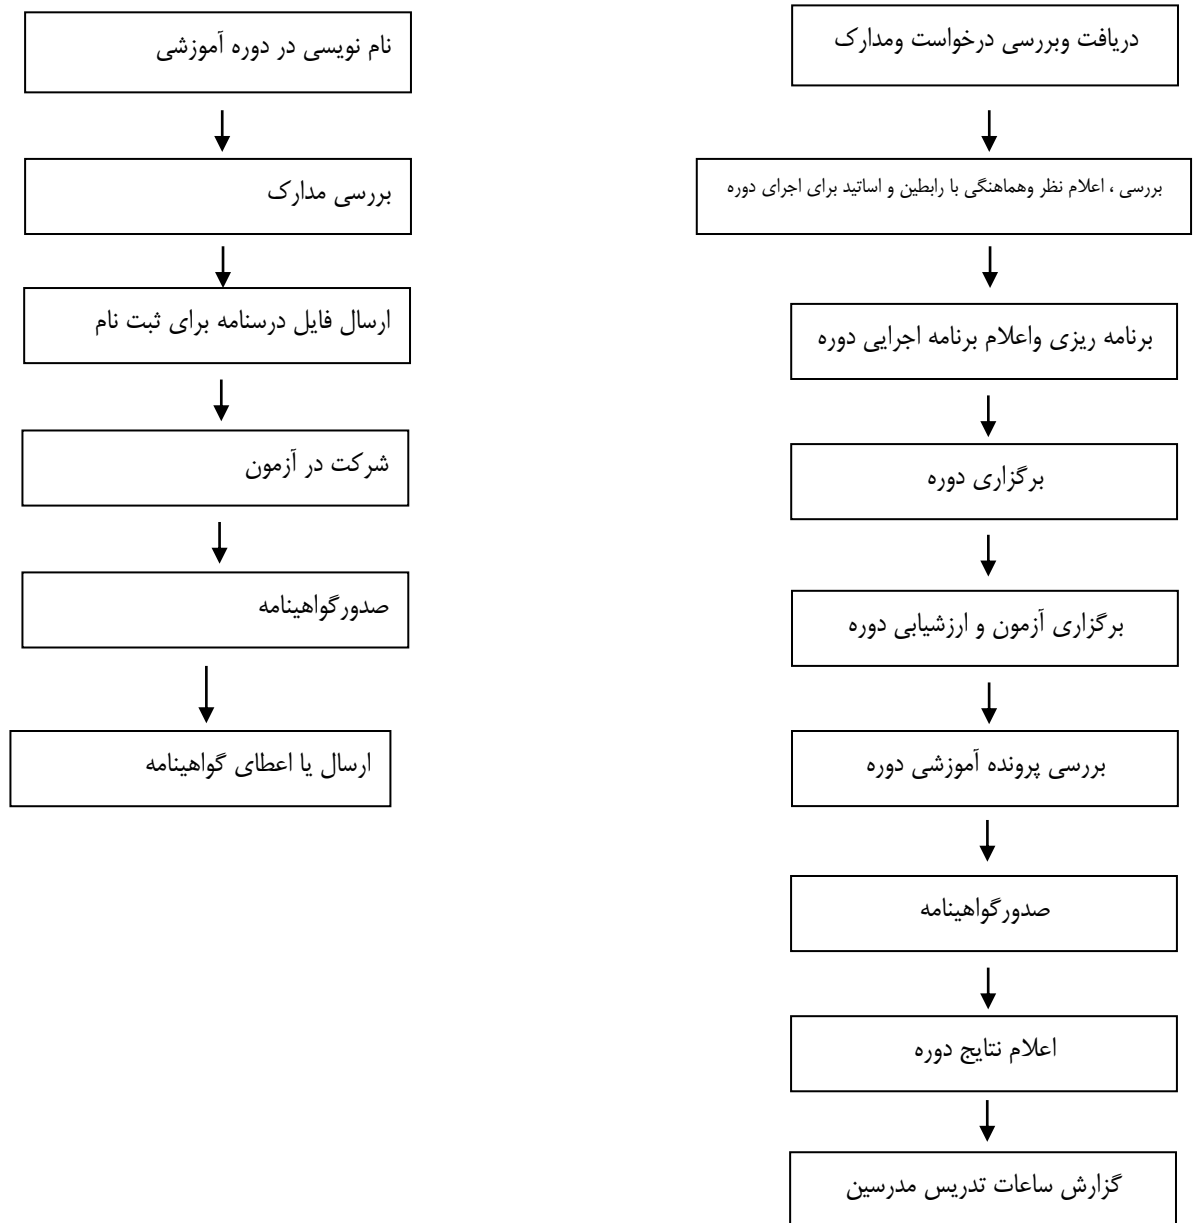 دریافت وبررسی درخواست ومدارک
بررسی ، اعلام نظر وهماهنگی با رابطین و اساتید برای اجرای دوره
برنامه ریزی واعلام برنامه اجرایی دوره
برگزاری دوره
برگزاری آزمون و ارزشیابی دوره
بررسی پرونده آموزشی دوره
صدورگواهینامه
اعلام نتایج دوره
گزارش ساعات تدریس مدرسین
نام نویسی در دوره آموزشی
بررسی مدارک
ارسال فایل درسنامه برای ثبت نام
شرکت در آزمون
صدورگواهینامه
ارسال یا اعطای گواهینامه